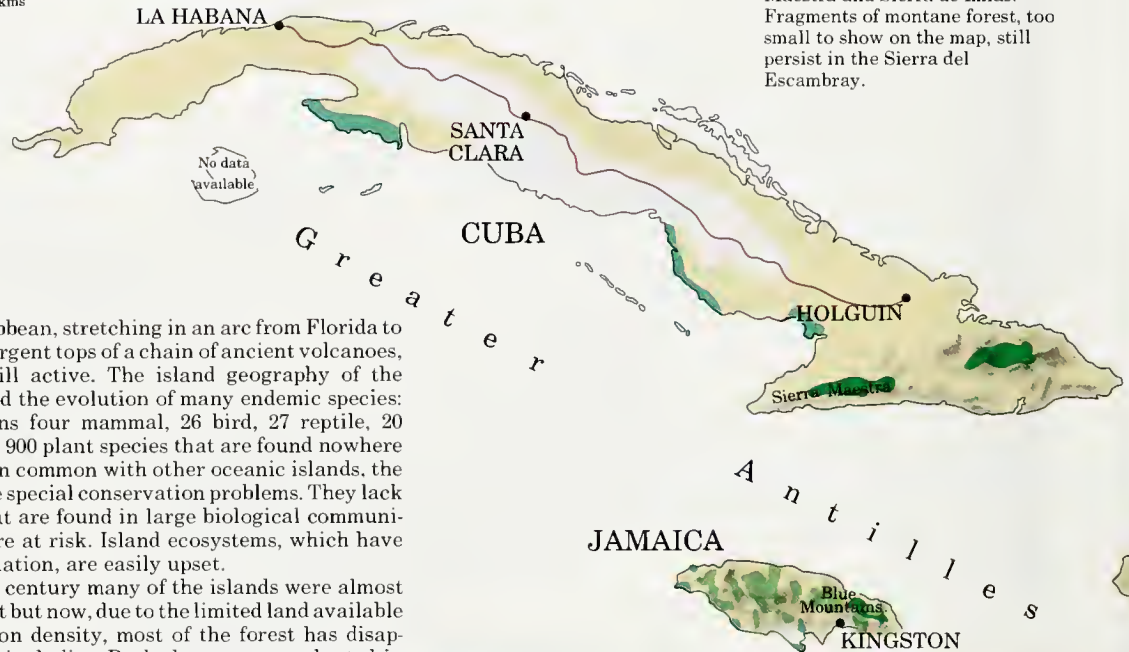 kms
LA HABANA
Fragments of montane forest, too
small to show on the map, still
persist in the Sierra del
Escambray.
SANTA
CLARA
No data
available
CUBA
Greater
HOLGUIN
Sierra Maestra
bbean, stretching in an arc from Florida to
rgent tops of a chain of ancient volcanoes,
ill active. The island geography of the
d the evolution of many endemic species:
ns four mammal, 26 bird, 27 reptile, 20
900 plant species that are found nowhere
n common with other oceanic islands, the
e special conservation problems. They lack
at are found in large biological communi-
re at risk. Island ecosystems, which have
lation, are easily upset.
century many of the islands were almost
t but now, due to the limited land available
on density, most of the forest has disap-
Antilles
JAMAICA
Blue
Mountains
KINGSTON